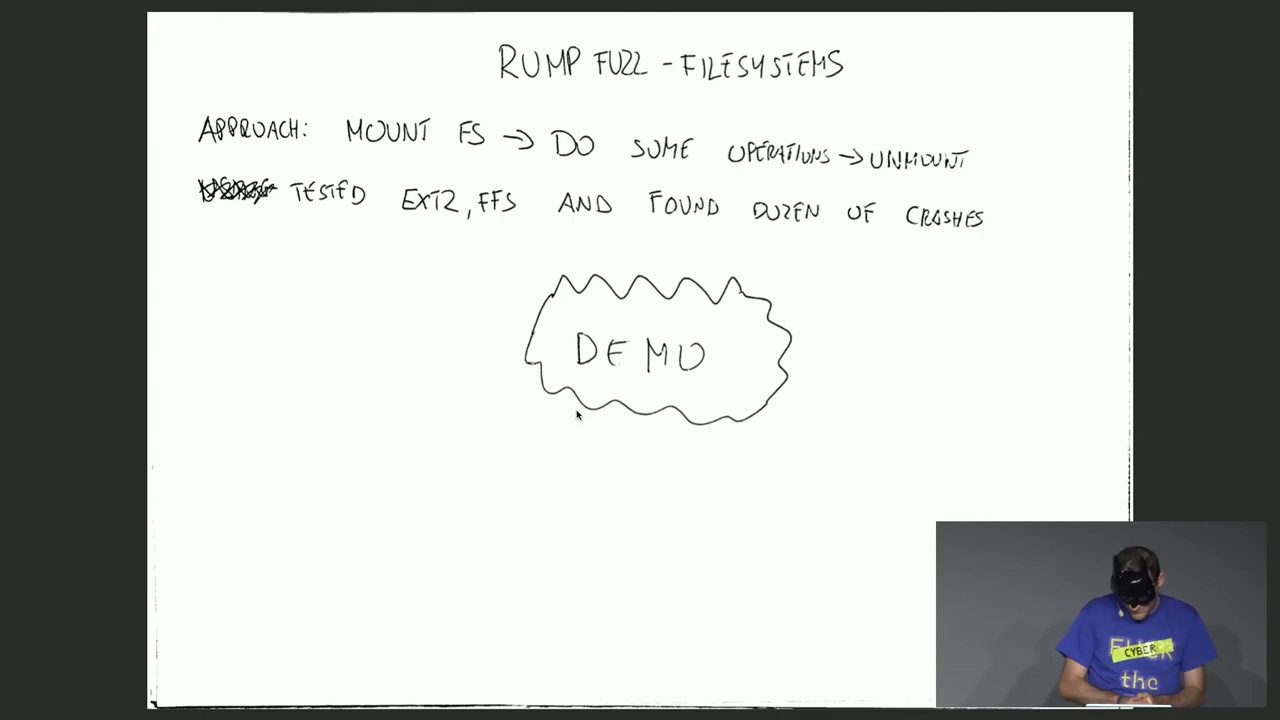 RUMP FUZZ - FILESYSTEMS
APPROACH: MOUNT FS → DO SOME OPERATIONS → UNMOUNT
TESTED EXT2, FFS AND FOUND DOZEN OF CRASHES
DEMO
CYBER
the